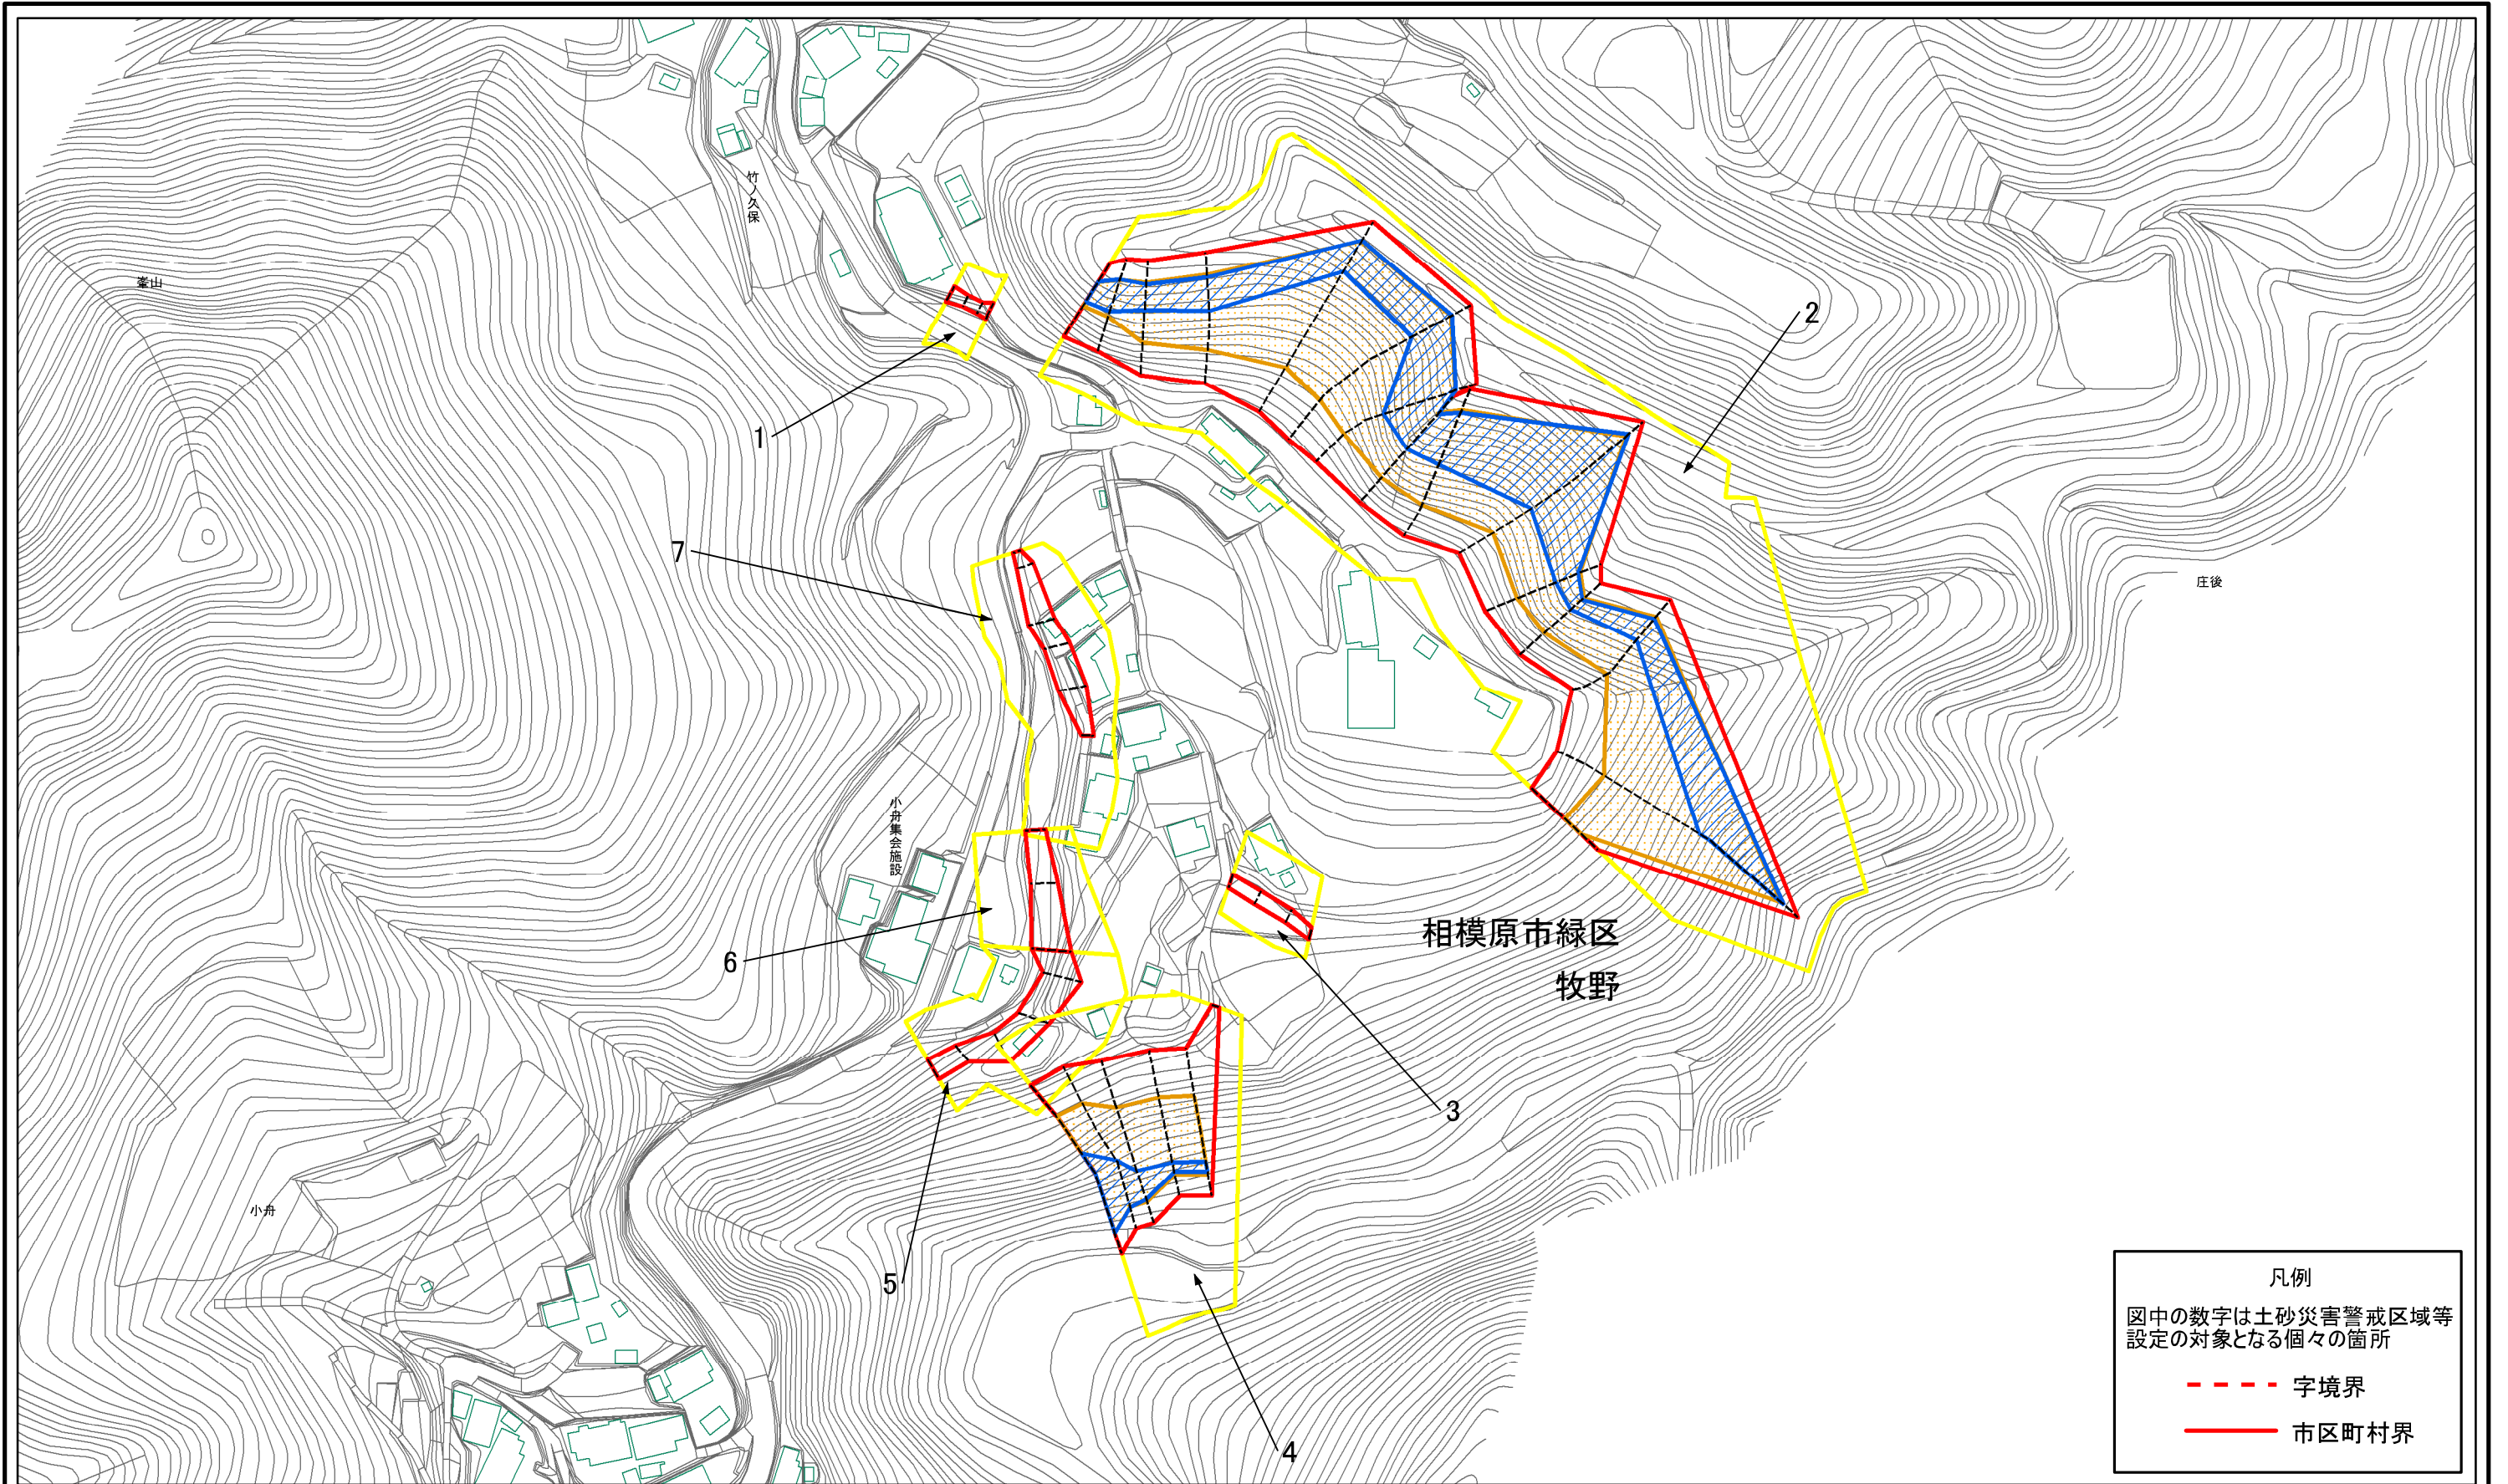 竹ノ久保
峯山
2
1
7
庄後
小舟集会施設
相模原市緑区
6
牧野
3
小舟
5
4
凡例
図中の数字は土砂災害警戒区域等
設定の対象となる個々の箇所
字境界
市区町村界